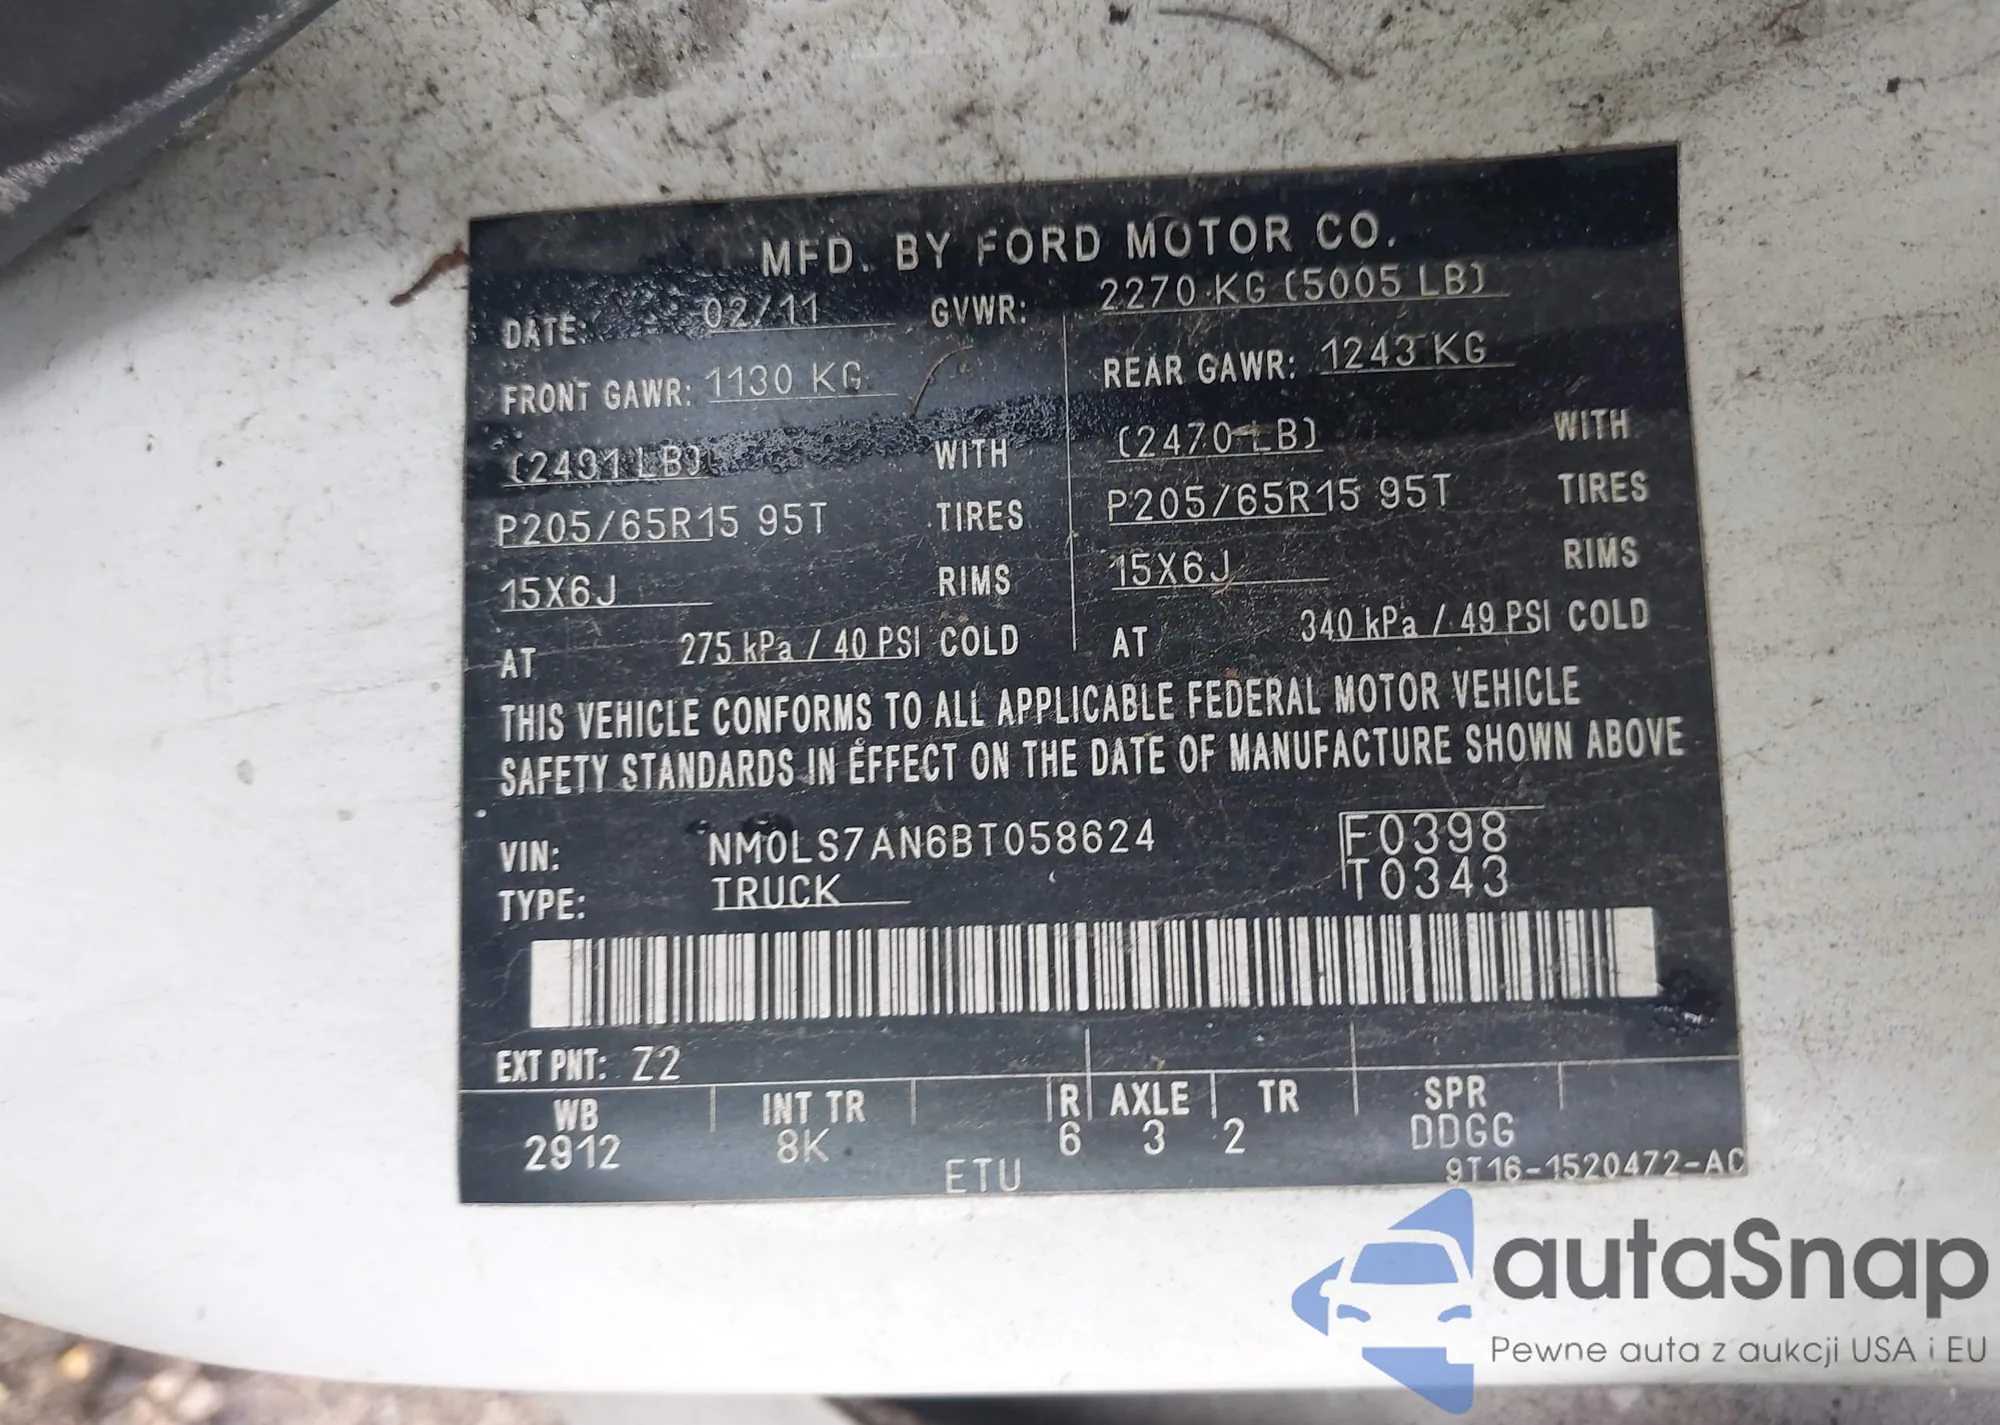 MFD. BY FORD MOTOR CO.
DATE: 02/11 GVWR: 2270 KG (5005 LB)
FRONT GAWR: 1130 KG REAR GAWR: 1243 KG
(2491 LB) WITH (2470 LB) WITH
P205/65R15 95T TIRES P205/65R15 95T TIRES
15X6J RIMS 15X6J RIMS
AT 275 kPa / 40 PSI COLD AT 340 kPa / 49 PSI COLD
THIS VEHICLE CONFORMS TO ALL APPLICABLE FEDERAL MOTOR VEHICLE
SAFETY STANDARDS IN EFFECT ON THE DATE OF MANUFACTURE SHOWN ABOVE
VIN: NM0LS7AN6BT058624 F0398
TYPE: TRUCK T0343
EXT PNT: Z2
WB INT TR R AXLE TR SPR
2912 8K 6 3 2 DDGG
ETU 9T16-1520472-AC
autaSnap
Pewne auta z aukcji USA i EU